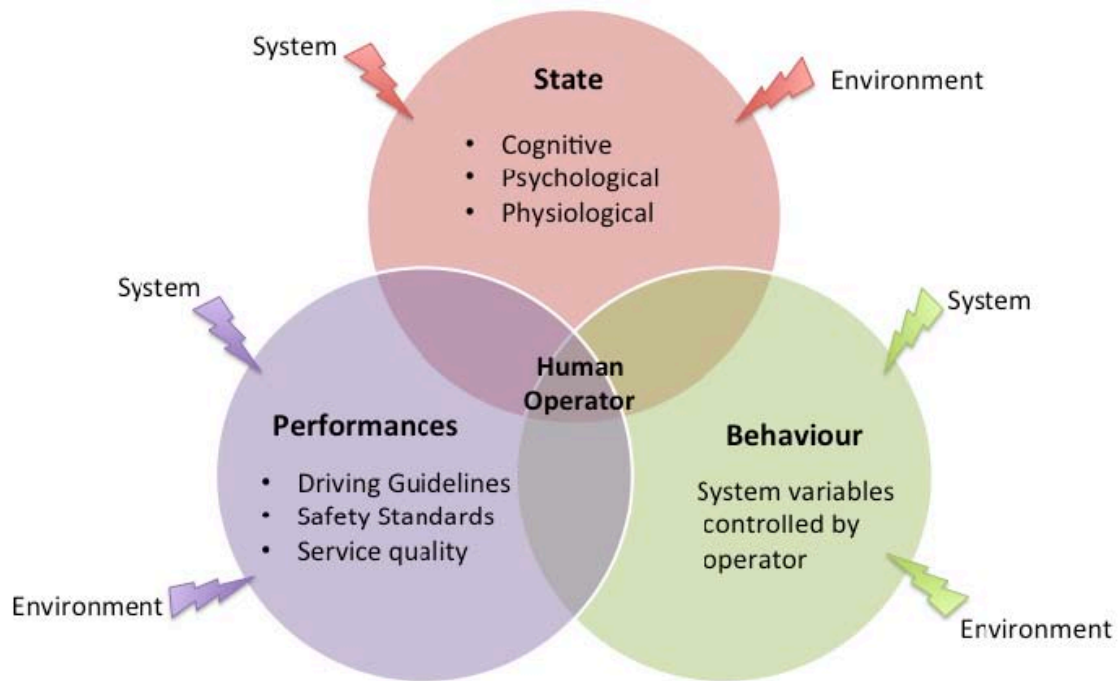 System
State
Environment
• Cognitive
• Psychological
• Physiological
System
System
Human
Operator
Performances
• Driving Guidelines
• Safety Standards
• Service quality
Behaviour
System variables
controlled by
operator
Environment
Environment